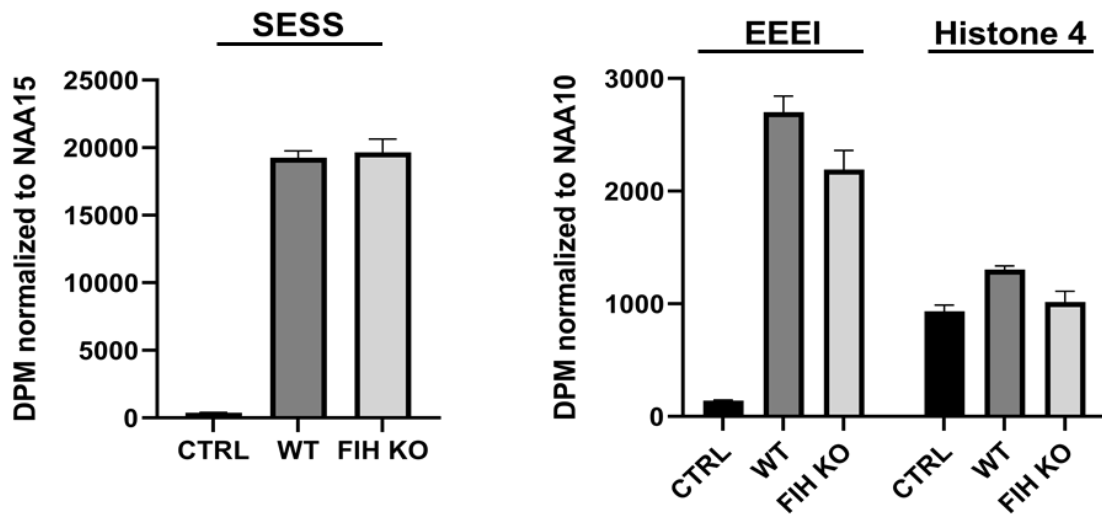 SESS
DPM normalized to NAA15
25000
20000
15000
10000
5000
0
CTRL WT FIH KO
EEEI Histone 4
DPM normalized to NAA10
3000
2000
1000
0
CTRL WT FIH KO CTRL WT FIH KO